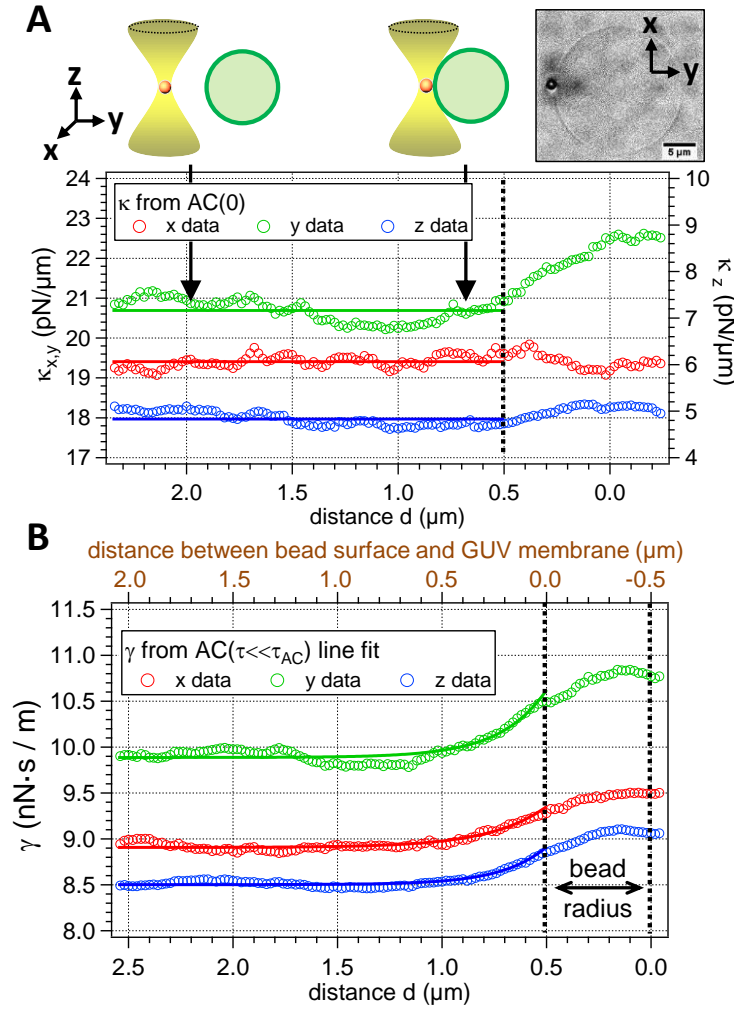 A
z
y
x
x
y
5 µm
24
23
22
21
20
19
18
17
κx,y (pN/µm)
κ from AC(0)
x data y data z data
10
9
8
7
6
5
4
κz (pN/µm)
2.0 1.5 1.0 0.5 0.0
distance d (µm)
B
distance between bead surface and GUV membrane (µm)
2.0 1.5 1.0 0.5 0.0 -0.5
11.5
11.0
10.5
10.0
9.5
9.0
8.5
8.0
γ (nN·s / m)
γ from AC(τ<<τAC) line fit
x data y data z data
bead
radius
2.5 2.0 1.5 1.0 0.5 0.0
distance d (µm)